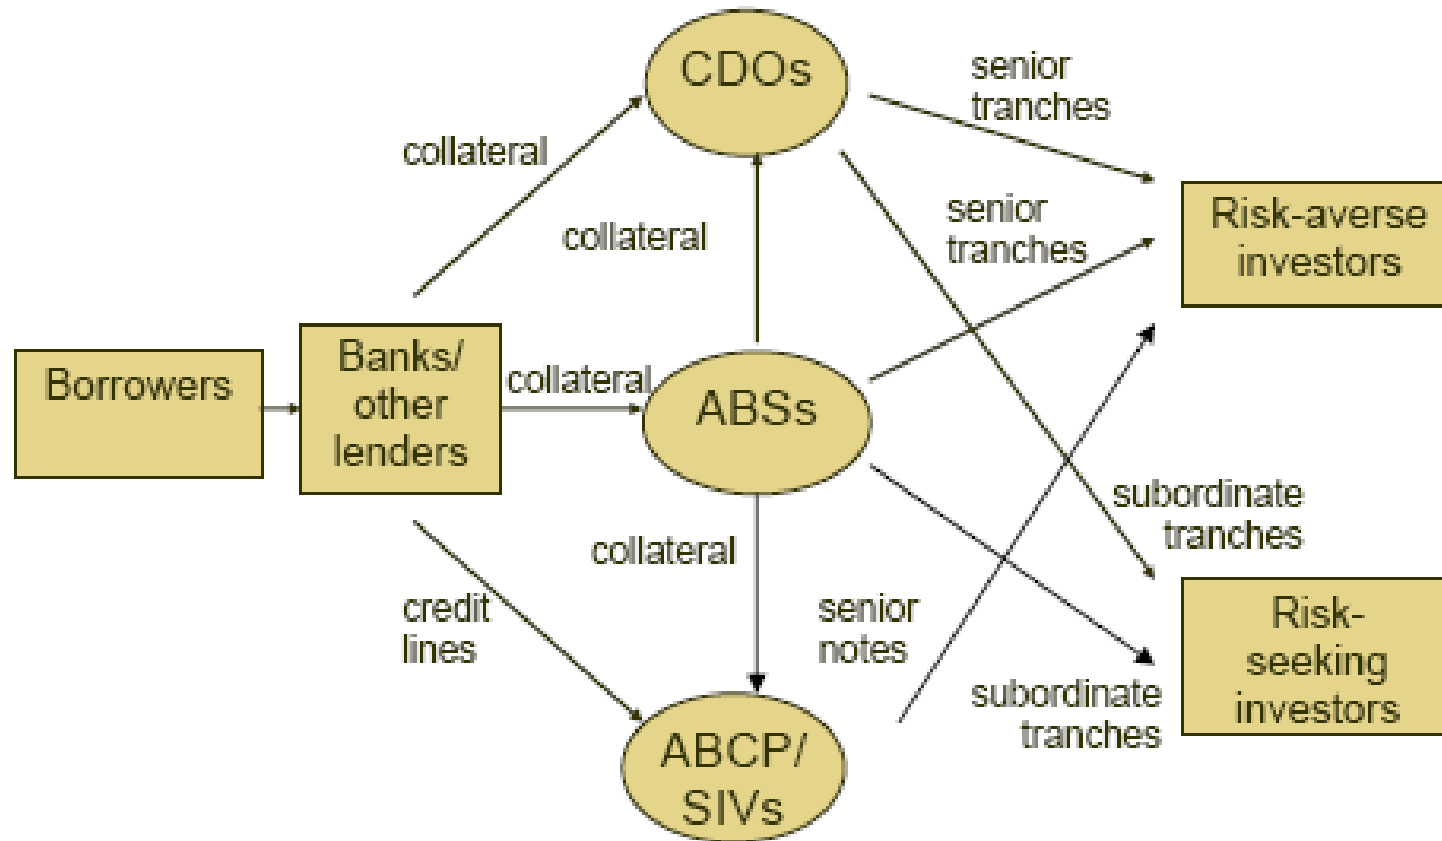 CDOs
senior
tranches
collateral
senior
tranches
Risk-averse
investors
collateral
Borrowers
Banks/
other
lenders
collateral
ABSs
subordinate
tranches
collateral
credit
lines
senior
notes
Risk-
seeking
investors
subordinate
tranches
ABCP/
SIVs